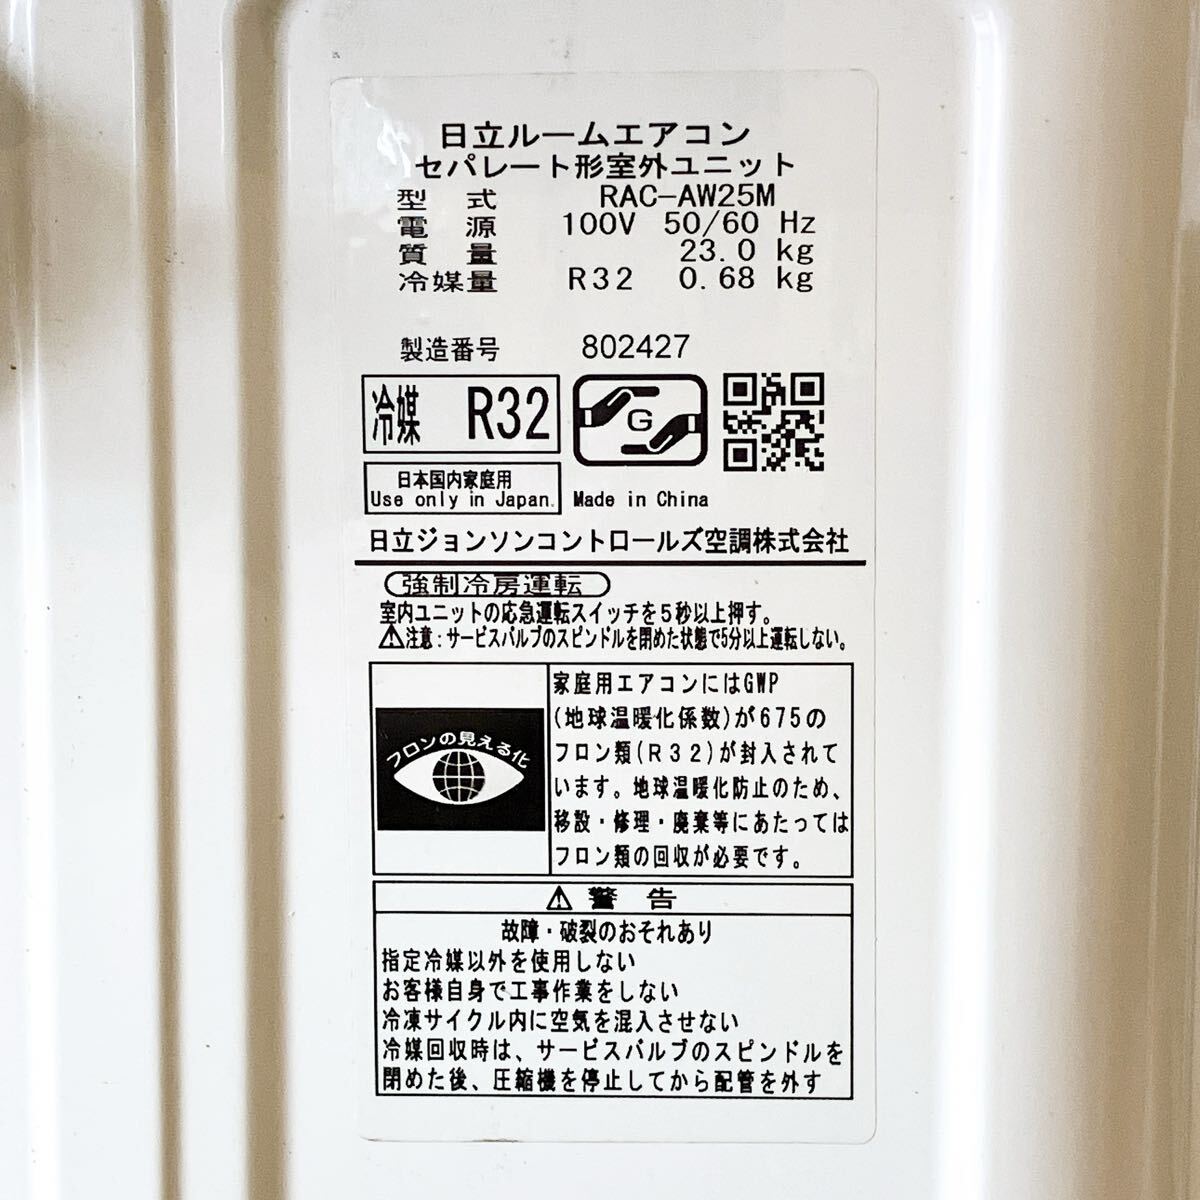 日立ルームエアコン
セパレート形室外ユニット
型 式 RAC-AW25M
電 源 100V 50/60 Hz
質 量 23.0 kg
冷媒量 R32 0.68 kg
製造番号 802427
冷媒 R32
G
日本国内家庭用
Use only in Japan. Made in China
日立ジョンソンコントロールズ空調株式会社
強制冷房運転
室内ユニットの応急運転スイッチを5秒以上押す。
⚠注意：サービスバルブのスピンドルを閉めた状態で5分以上運転しない。
フロンの見える化
家庭用エアコンにはGWP
(地球温暖化係数)が675の
フロン類(R32)が封入されて
います。地球温暖化防止のため、
移設・修理・廃棄等にあたっては
フロン類の回収が必要です。
⚠ 警 告
故障・破裂のおそれあり
指定冷媒以外を使用しない
お客様自身で工事作業をしない
冷凍サイクル内に空気を混入させない
冷媒回収時は、サービスバルブのスピンドルを
閉めた後、圧縮機を停止してから配管を外す